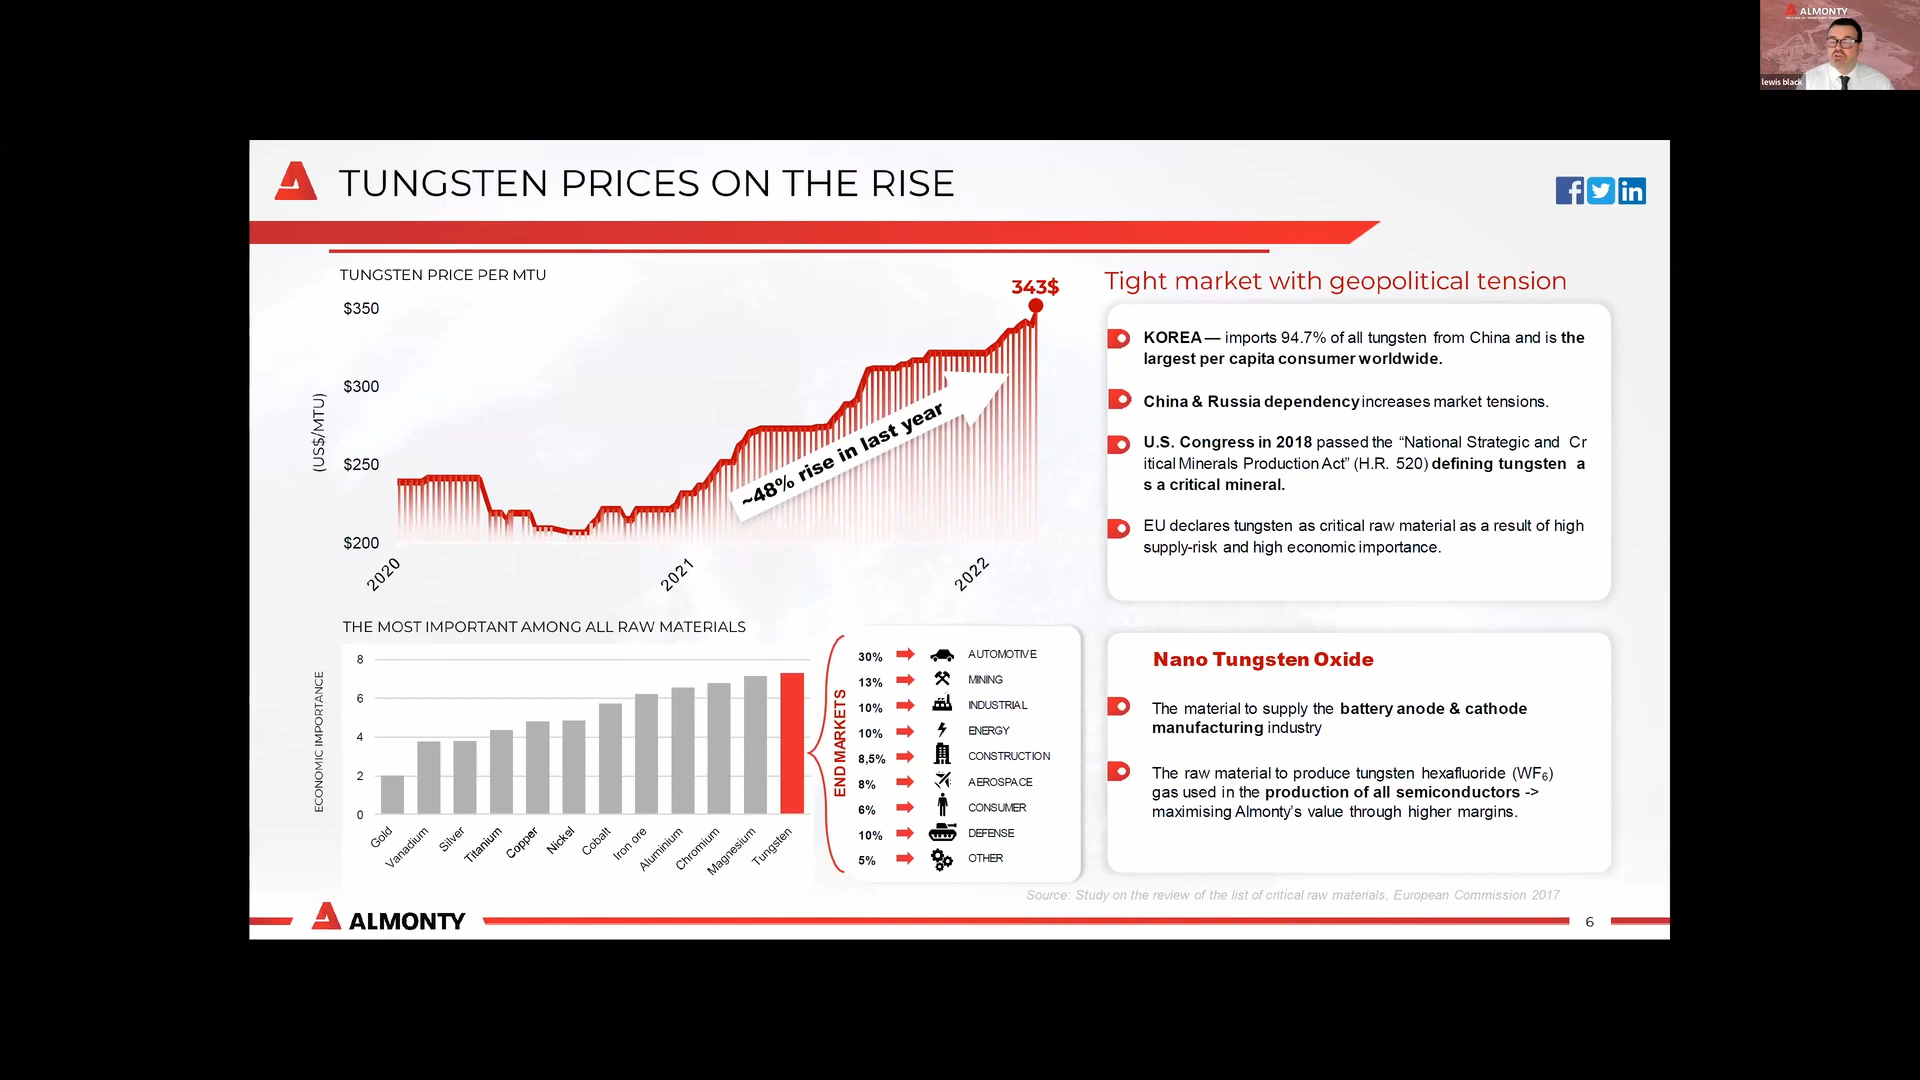 ALMONTY
lewis black
TUNGSTEN PRICES ON THE RISE
TUNGSTEN PRICE PER MTU
343$
$350
$300
$250
$200
(US$/MTU)
~48% rise in last year
2020
2021
2022
Tight market with geopolitical tension
KOREA — imports 94.7% of all tungsten from China and is the
largest per capita consumer worldwide.
China & Russia dependency increases market tensions.
U.S. Congress in 2018 passed the “National Strategic and Cr
itical Minerals Production Act” (H.R. 520) defining tungsten a
s a critical mineral.
EU declares tungsten as critical raw material as a result of high
supply-risk and high economic importance.
THE MOST IMPORTANT AMONG ALL RAW MATERIALS
ECONOMIC IMPORTANCE
8
6
4
2
0
Gold
Vanadium
Silver
Titanium
Copper
Nickel
Cobalt
Iron ore
Aluminium
Chromium
Magnesium
Tungsten
END MARKETS
30% AUTOMOTIVE
13% MINING
10% INDUSTRIAL
10% ENERGY
8,5% CONSTRUCTION
8% AEROSPACE
6% CONSUMER
10% DEFENSE
5% OTHER
Nano Tungsten Oxide
The material to supply the battery anode & cathode
manufacturing industry
The raw material to produce tungsten hexafluoride (WF₆)
gas used in the production of all semiconductors ->
maximising Almonty’s value through higher margins.
Source: Study on the review of the list of critical raw materials, European Commission 2017
ALMONTY
6